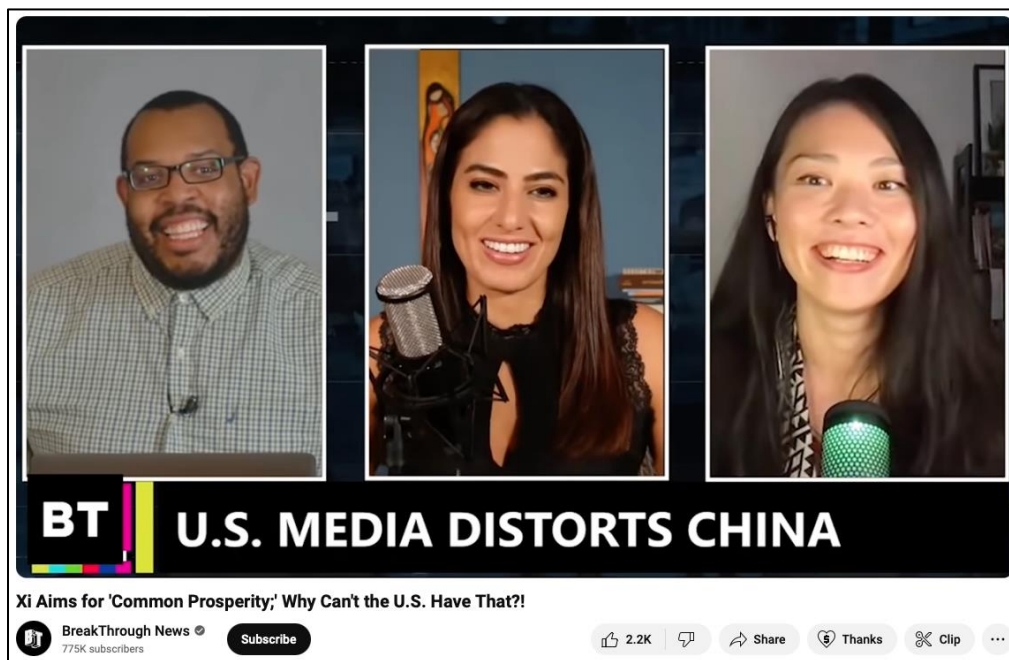 BT
U.S. MEDIA DISTORTS CHINA
Xi Aims for 'Common Prosperity;' Why Can't the U.S. Have That?!
BT
BreakThrough News
775K subscribers
Subscribe
2.2K
Share
Thanks
Clip